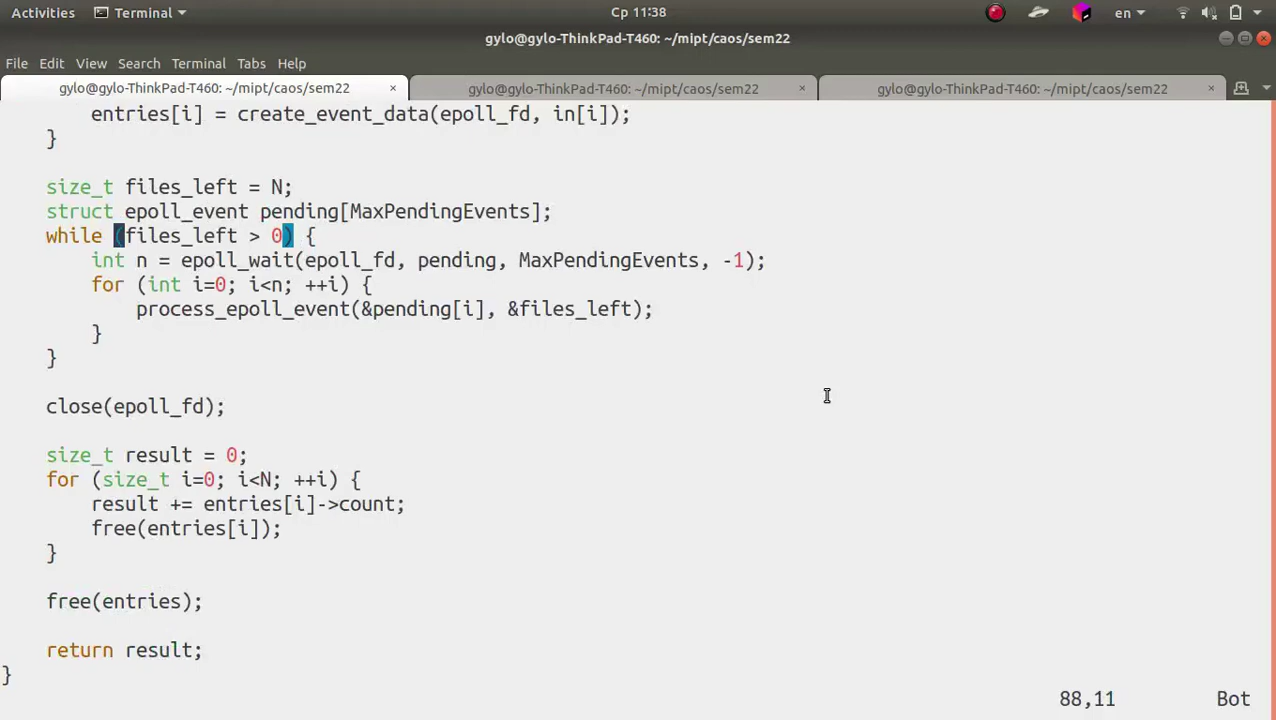 Activities Terminal Ср 11:38 en
gylo@gylo-ThinkPad-T460: ~/mipt/caos/sem22
File Edit View Search Terminal Tabs Help
gylo@gylo-ThinkPad-T460: ~/mipt/caos/sem22 × gylo@gylo-ThinkPad-T460: ~/mipt/caos/sem22 × gylo@gylo-ThinkPad-T460: ~/mipt/caos/sem22 ×
        entries[i] = create_event_data(epoll_fd, in[i]);
    }
    size_t files_left = N;
    struct epoll_event pending[MaxPendingEvents];
    while (files_left > 0) {
        int n = epoll_wait(epoll_fd, pending, MaxPendingEvents, -1);
        for (int i=0; i<n; ++i) {
            process_epoll_event(&pending[i], &files_left);
        }
    }
    close(epoll_fd);
    size_t result = 0;
    for (size_t i=0; i<N; ++i) {
        result += entries[i]->count;
        free(entries[i]);
    }
    free(entries);
    return result;
}
88,11 Bot